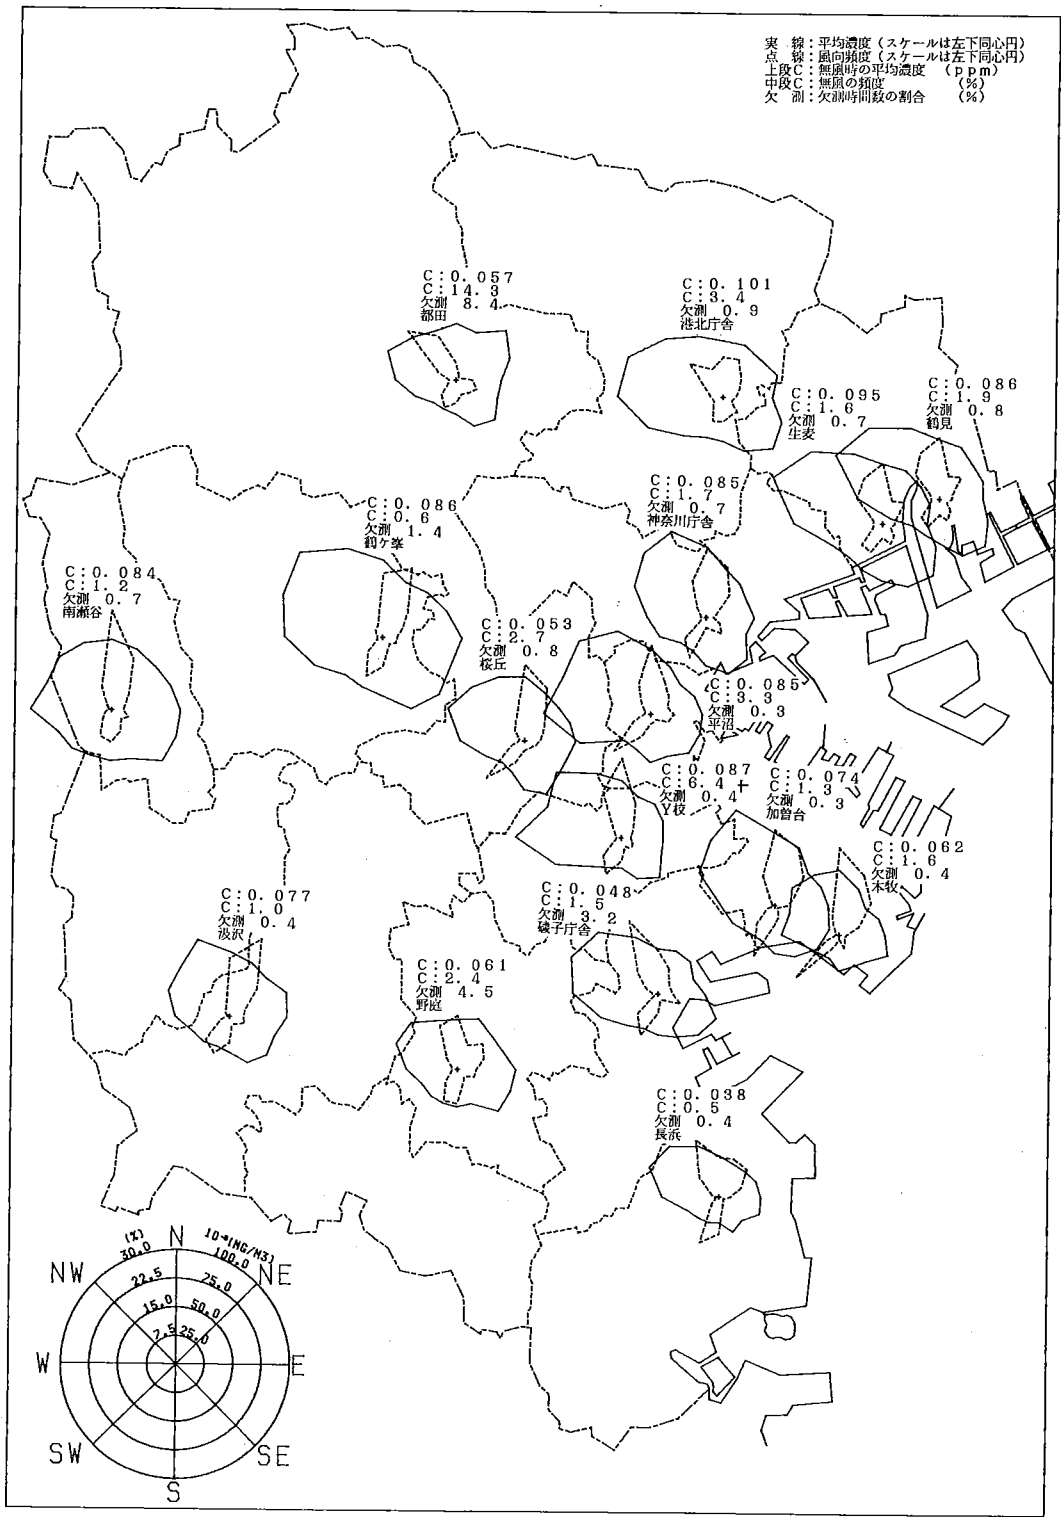 実　線：平均濃度（スケールは左下同心円）
点　線：風向頻度（スケールは左下同心円）
上段C：無風時の平均濃度　（ppm）
中段C：無風の頻度　（％）
欠　測：欠測時間数の割合　（％）
C：0．057
C：14．3
欠測　8．4
都田
C：0．101
C：3．4
欠測　0．9
港北庁舎
C：0．095
C：1．6
欠測　0．7
生麦
C：0．086
C：1．9
欠測　0．8
鶴見
C：0．086
C：0．6
欠測　1．4
鶴ケ峯
C：0．085
C：1．7
欠測　0．7
神奈川庁舎
C：0．084
C：1．2
欠測　0．7
南瀬谷
C：0．053
C：2．7
欠測　0．8
桜丘
C：0．085
C：3．3
欠測　0．3
平沼
C：0．087
C：6．4
欠測　0．4
Y校
C：0．074
C：1．3
欠測　0．3
加曽台
C：0．062
C：1．6
欠測　0．4
本牧
C：0．077
C：1．0
欠測　0．4
汲沢
C：0．048
C：1．5
欠測　3．2
磯子庁舎
C：0．061
C：2．4
欠測　4．5
野庭
C：0．038
C：0．5
欠測　0．4
長浜
(%)
30.0
N
(MG/M3)
100.0
NW
22.5
75.0
NE
15.0
50.0
7.5
25.0
W
E
SW
SE
S